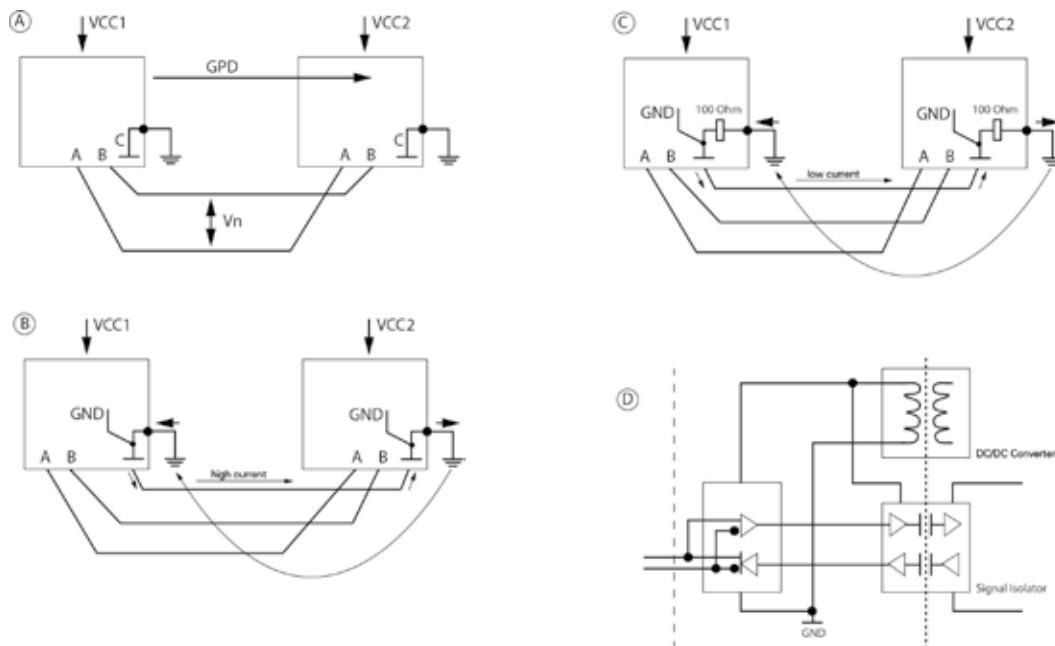 A
VCC1
VCC2
GPD
C
C
A B
A B
Vn
B
VCC1
VCC2
GND
GND
A B
A B
high current
C
VCC1
VCC2
100 Ohm
100 Ohm
GND
GND
A B
A B
low current
D
DC/DC Converter
Signal Isolator
GND